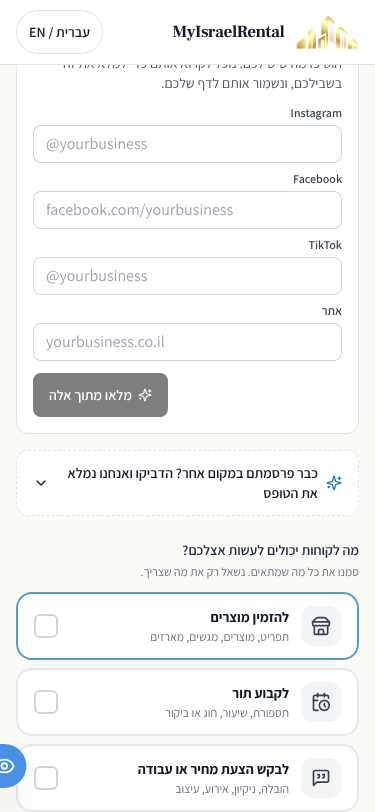 MyIsraelRental
עברית / EN
בשבילכם, ונשמור אותם לדף שלכם.
Instagram
@yourbusiness
Facebook
facebook.com/yourbusiness
TikTok
@yourbusiness
אתר
yourbusiness.co.il
מלאו מתוך אלה
כבר פרסמתם במקום אחר? הדביקו ואנחנו נמלא
את הטופס
מה לקוחות יכולים לעשות אצלכם?
סמנו את כל מה שמתאים. נשאל רק את מה שצריך.
להזמין מוצרים
תפריט, מוצרים, מגשים, מארזים
לקבוע תור
תספורת, שיעור, חוג או ביקור
לבקש הצעת מחיר או עבודה
הובלה, ניקיון, אירוע, עיצוב